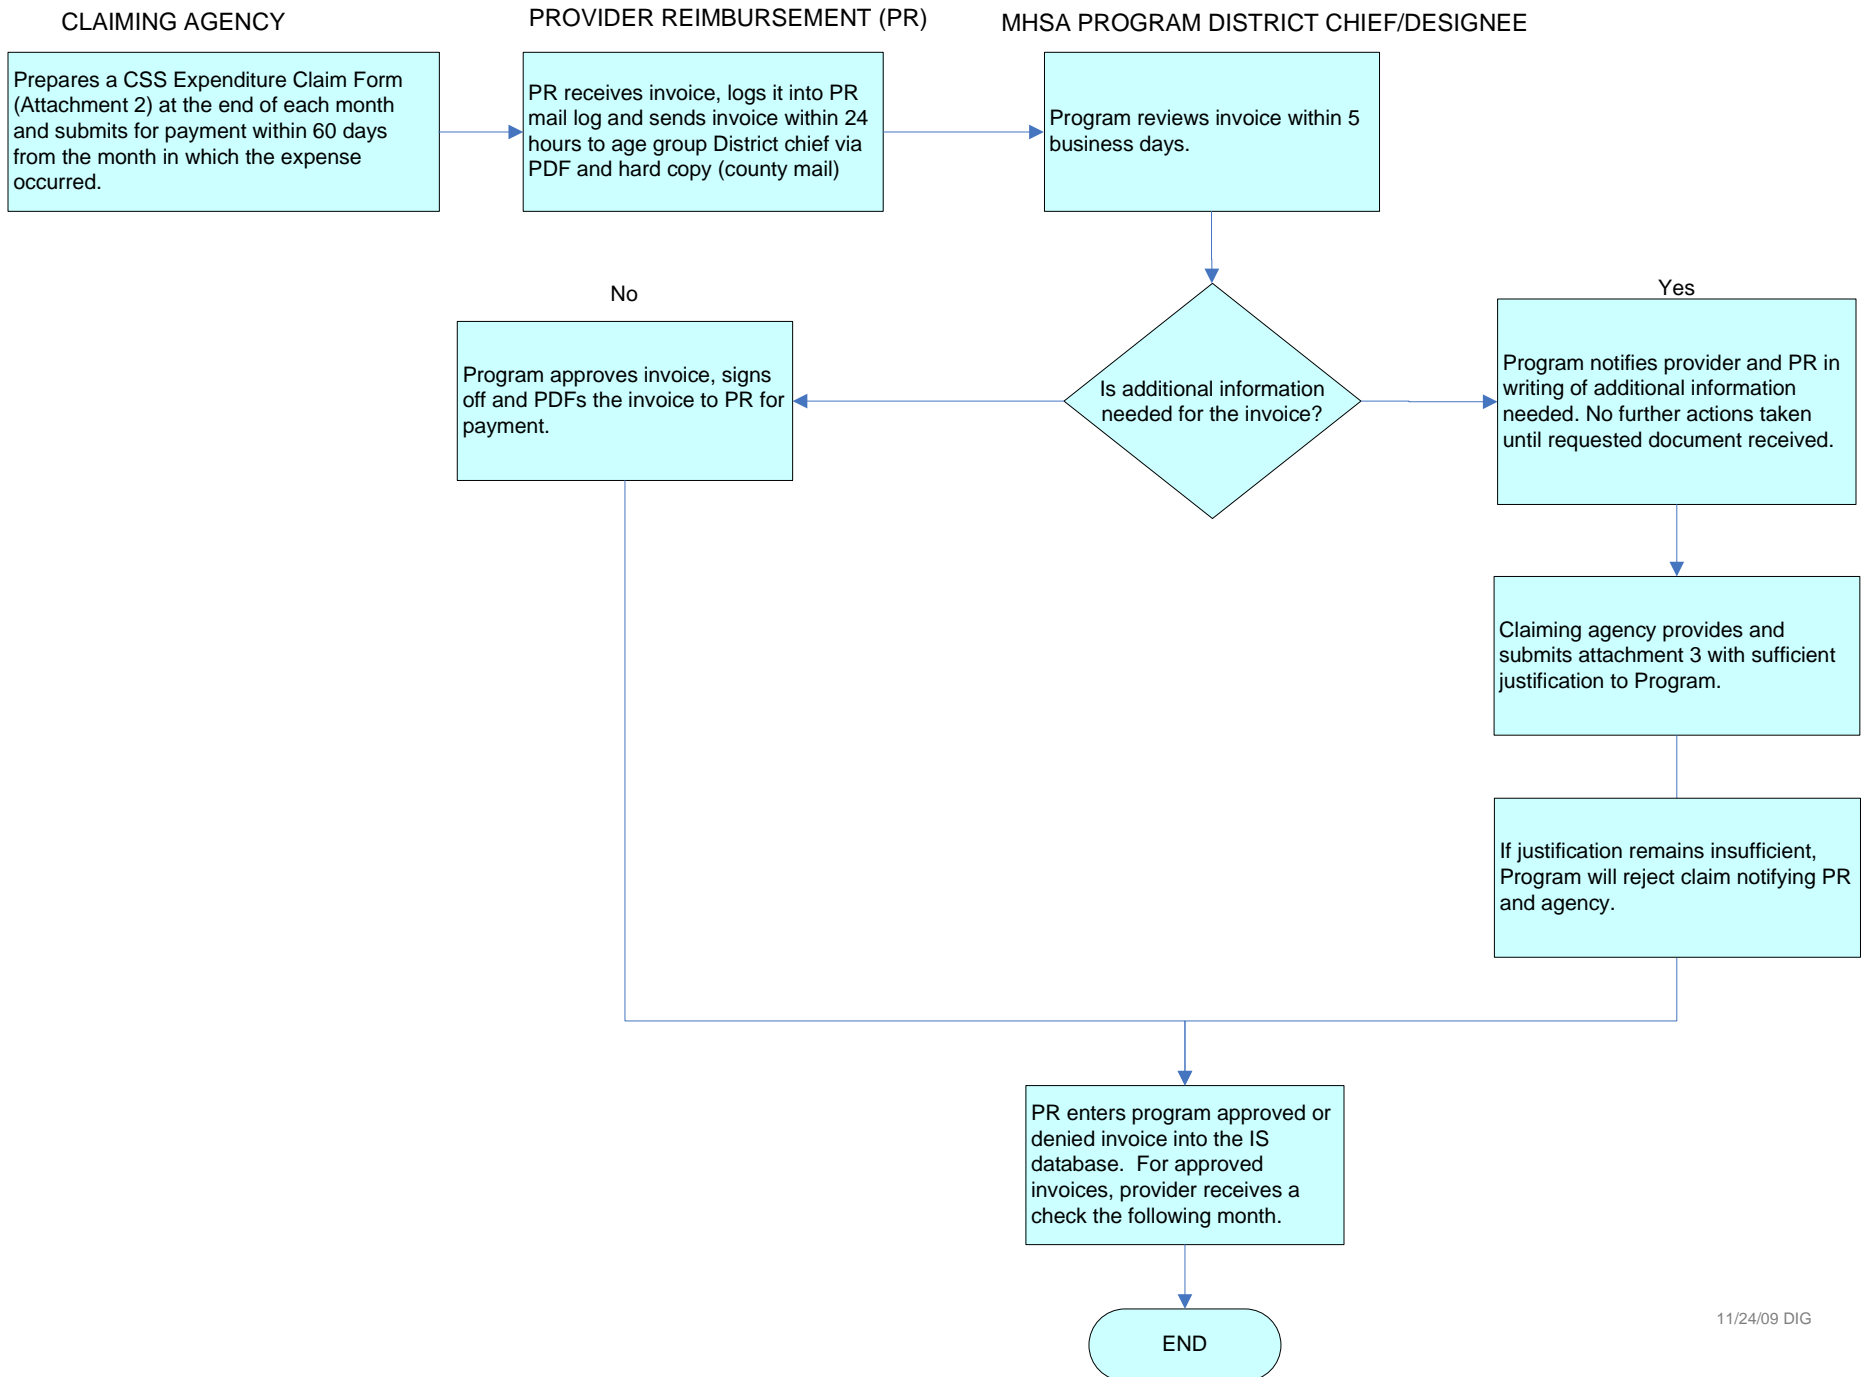 CLAIMING AGENCY
PROVIDER REIMBURSEMENT (PR)
MHSA PROGRAM DISTRICT CHIEF/DESIGNEE
Prepares a CSS Expenditure Claim Form
(Attachment 2) at the end of each month
and submits for payment within 60 days
from the month in which the expense
occurred.
PR receives invoice, logs it into PR
mail log and sends invoice within 24
hours to age group District chief via
PDF and hard copy (county mail)
Program reviews invoice within 5
business days.
No
Yes
Program approves invoice, signs
off and PDFs the invoice to PR for
payment.
Is additional information
needed for the invoice?
Program notifies provider and PR in
writing of additional information
needed. No further actions taken
until requested document received.
Claiming agency provides and
submits attachment 3 with sufficient
justification to Program.
If justification remains insufficient,
Program will reject claim notifying PR
and agency.
PR enters program approved or
denied invoice into the IS
database.  For approved
invoices, provider receives a
check the following month.
END
11/24/09 DIG